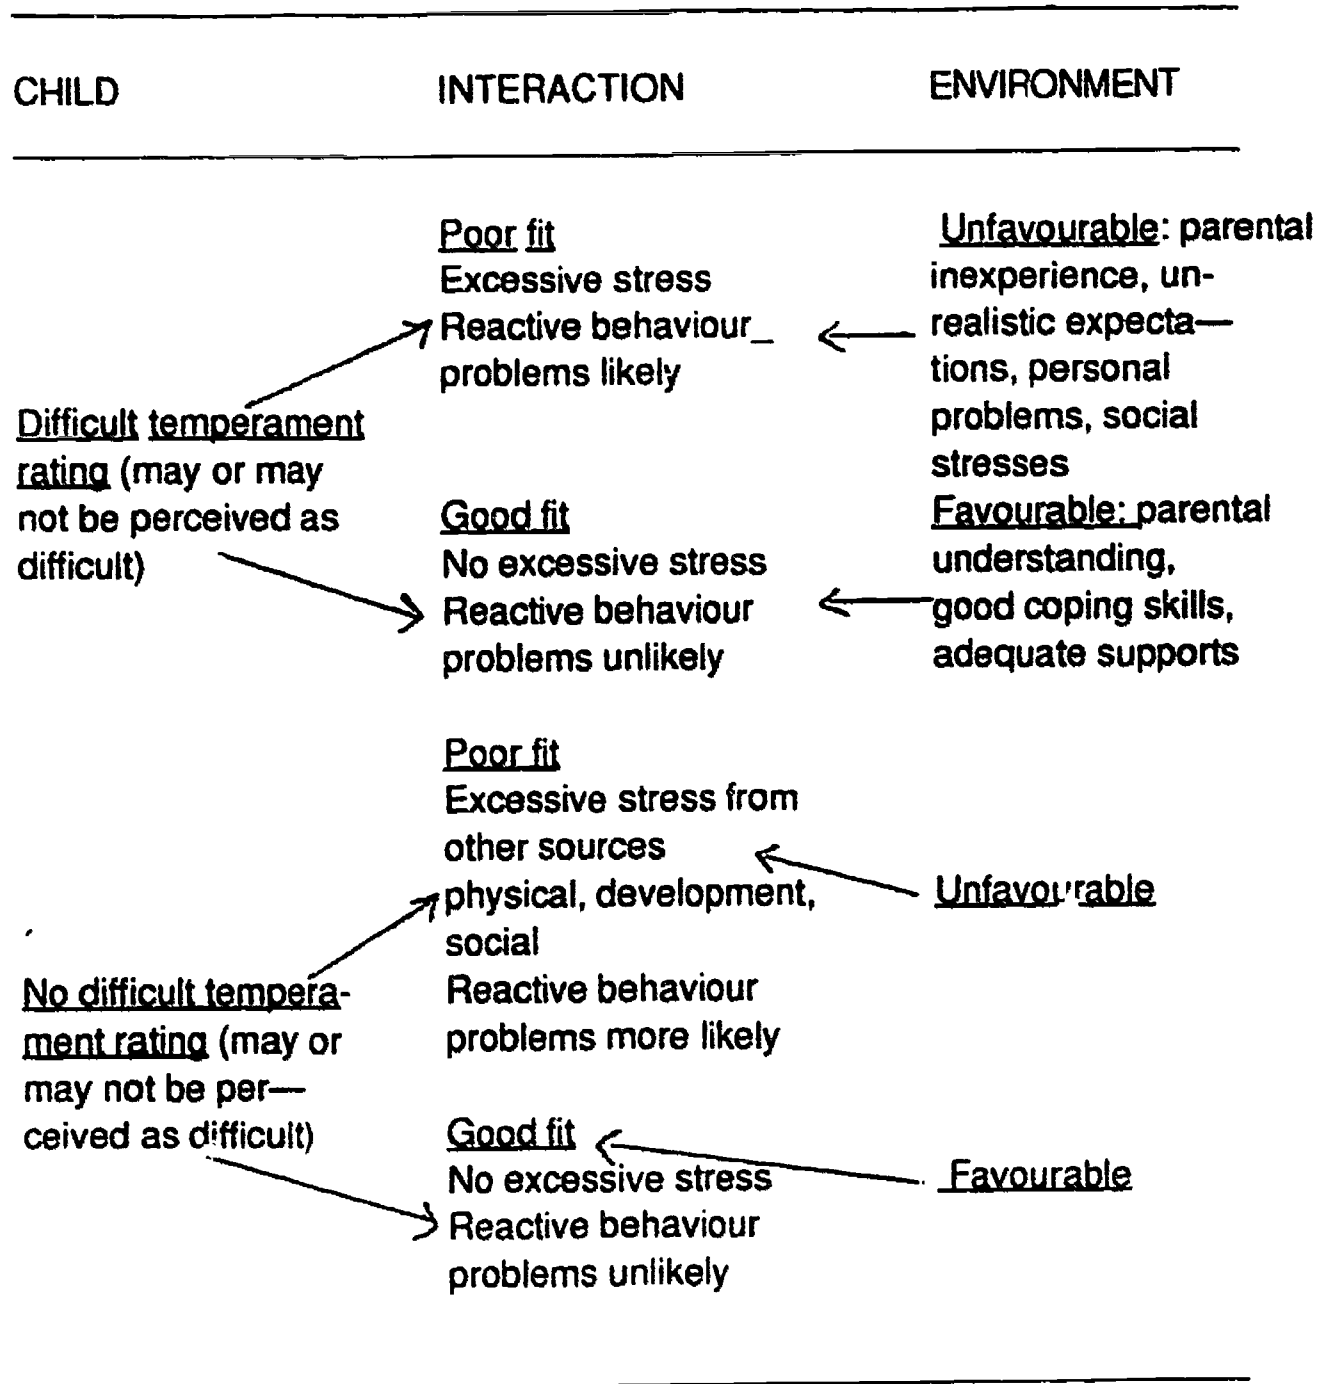 CHILD
INTERACTION
ENVIRONMENT
Poor fit
Excessive stress
Reactive behaviour_
problems likely
Unfavourable: parental
inexperience, un-
realistic expecta—
tions, personal
problems, social
stresses
Difficult temperament
rating (may or may
not be perceived as
difficult)
Good fit
No excessive stress
Reactive behaviour
problems unlikely
Favourable: parental
understanding,
good coping skills,
adequate supports
Poor fit
Excessive stress from
other sources
physical, development,
social
Reactive behaviour
problems more likely
Unfavourable
No difficult tempera-
ment rating (may or
may not be per—
ceived as difficult)
Good fit
No excessive stress
Reactive behaviour
problems unlikely
Favourable